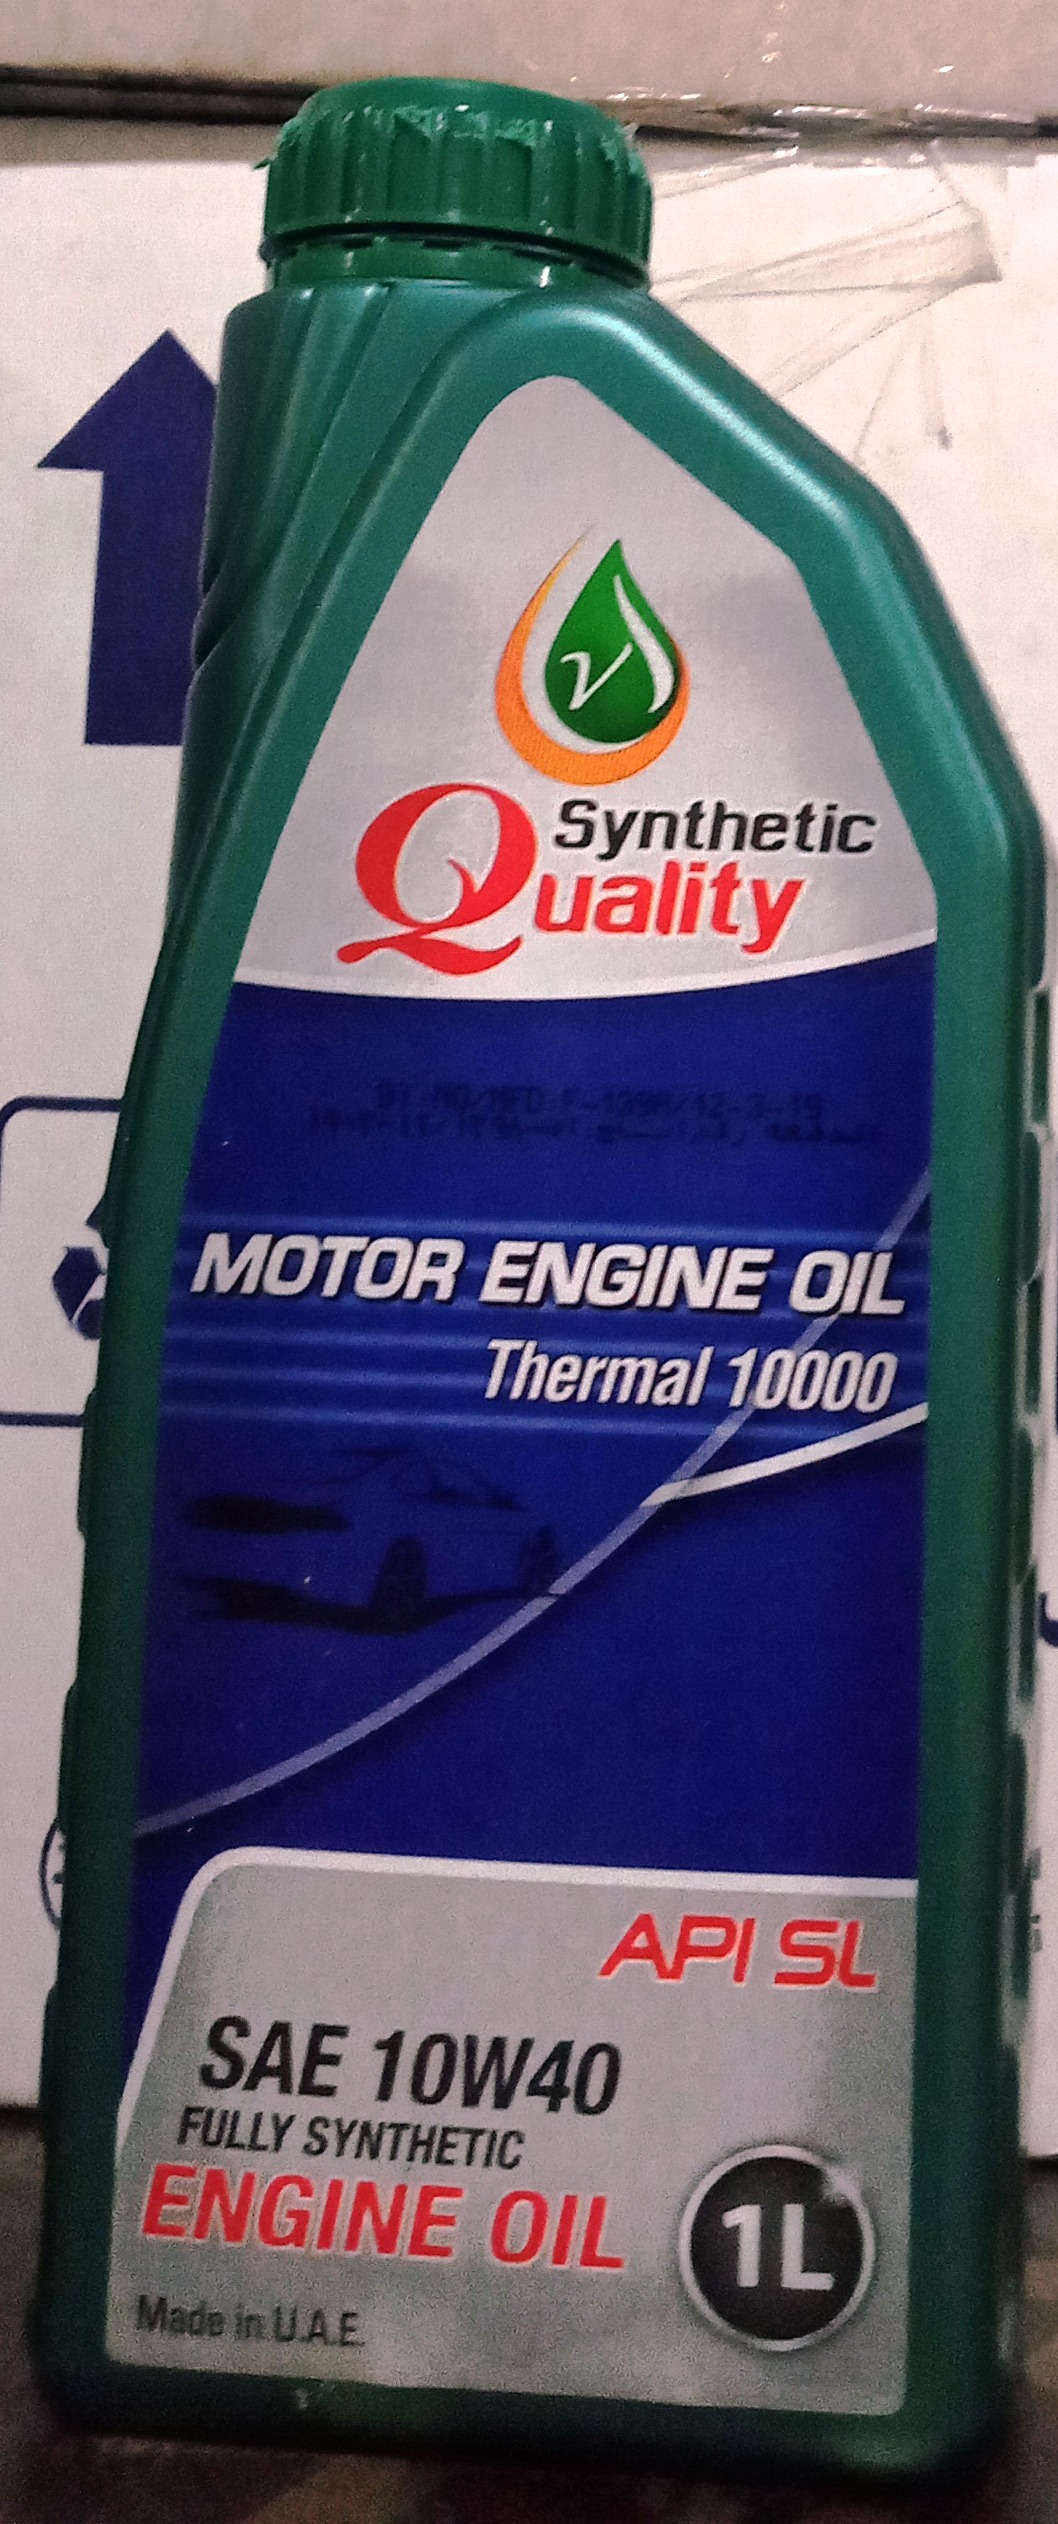 Synthetic
Quality
MOTOR ENGINE OIL
Thermal 10000
API SL
SAE 10W40
FULLY SYNTHETIC
ENGINE OIL
1L
Made in U.A.E.